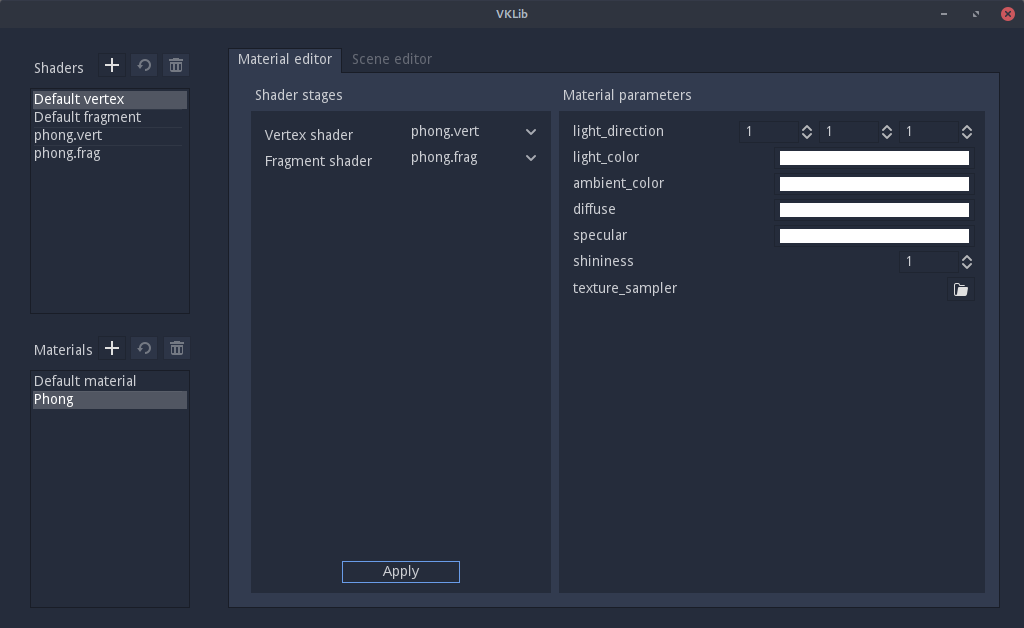 VKLib
Shaders
Default vertex
Default fragment
phong.vert
phong.frag
Materials
Default material
Phong
Material editor
Scene editor
Shader stages
Vertex shader phong.vert
Fragment shader phong.frag
Apply
Material parameters
light_direction 1 1 1
light_color
ambient_color
diffuse
specular
shininess 1
texture_sampler